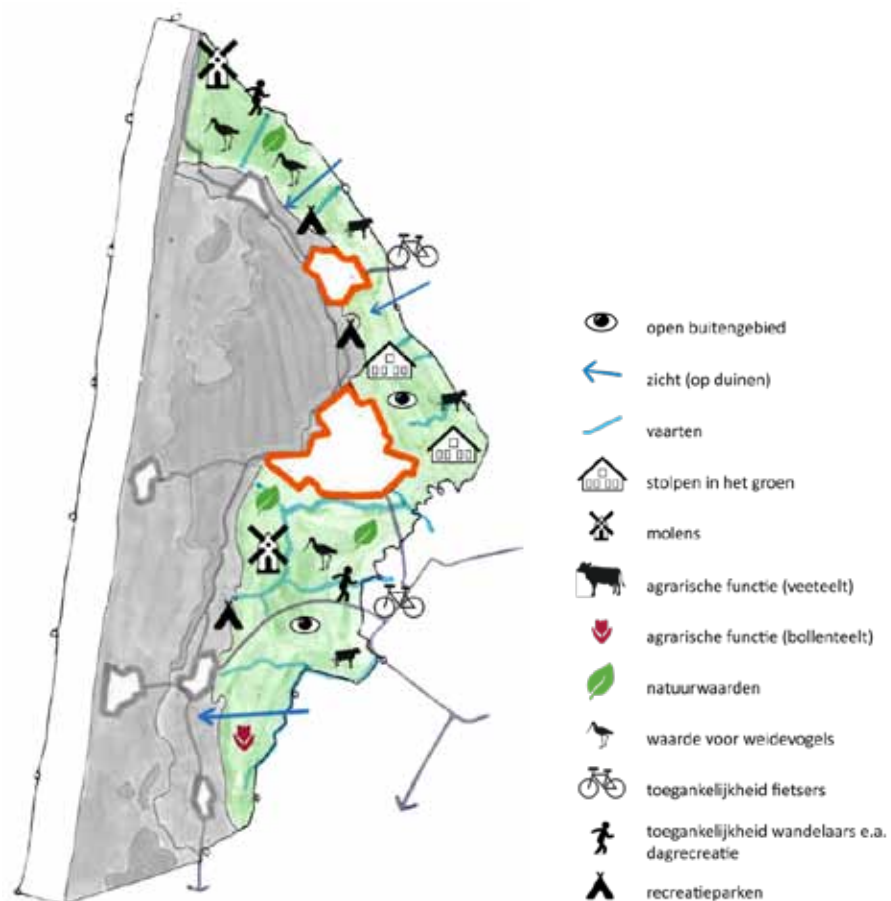 open buitengebied
zicht (op duinen)
vaarten
stolpen in het groen
molens
agrarische functie (veeteelt)
agrarische functie (bollenteelt)
natuurwaarden
waarde voor weidevogels
toegankelijkheid fietsers
toegankelijkheid wandelaars e.a.
dagrecreatie
recreatieparken